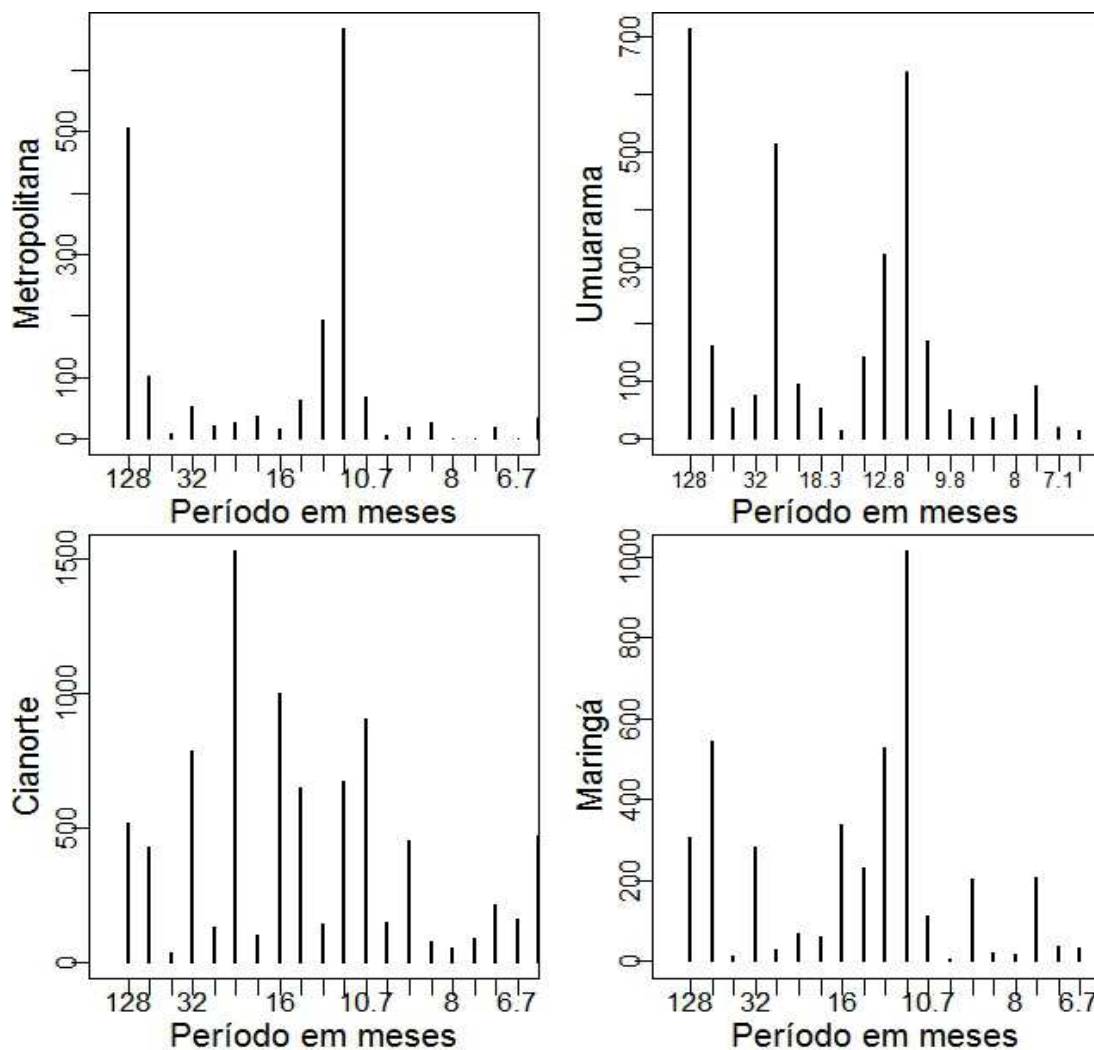 Metropolitana
500
300
100
0
128 32 16 10.7 8 6.7
Período em meses
Umuarama
700
500
300
100
0
128 32 18.3 12.8 9.8 8 7.1
Período em meses
Cianorte
1500
1000
500
0
128 32 16 10.7 8 6.7
Período em meses
Maringá
1000
800
600
400
200
0
128 32 16 10.7 8 6.7
Período em meses